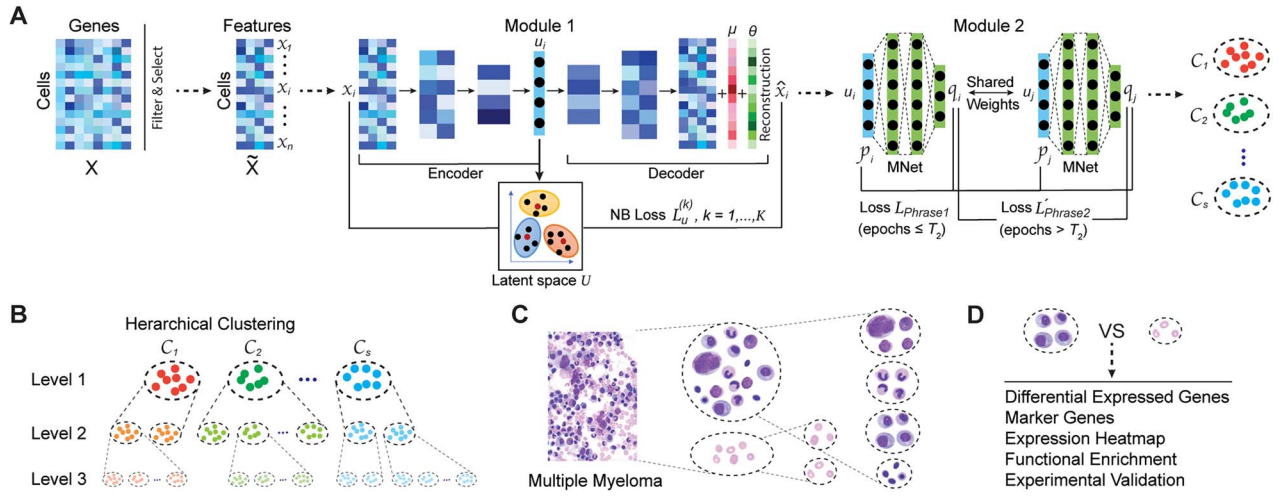 A
Genes
Cells
Filter & Select
X
Features
Cells
x1
xi
xn
X̃
Module 1
xi
ui
μ
θ
Reconstruction
+
+
x̂i
Encoder
Decoder
NB Loss Lu(k), k = 1,...,K
Latent space U
Module 2
ui
pi
MNet
qi
Shared
Weights
uj
pj
MNet
qj
Loss LPhrase1
(epochs ≤ T2)
Loss L′Phrase2
(epochs > T2)
C1
C2
Cs
B
Herarchical Clustering
C1
C2
Cs
Level 1
Level 2
Level 3
C
Multiple Myeloma
D
VS
Differential Expressed Genes
Marker Genes
Expression Heatmap
Functional Enrichment
Experimental Validation